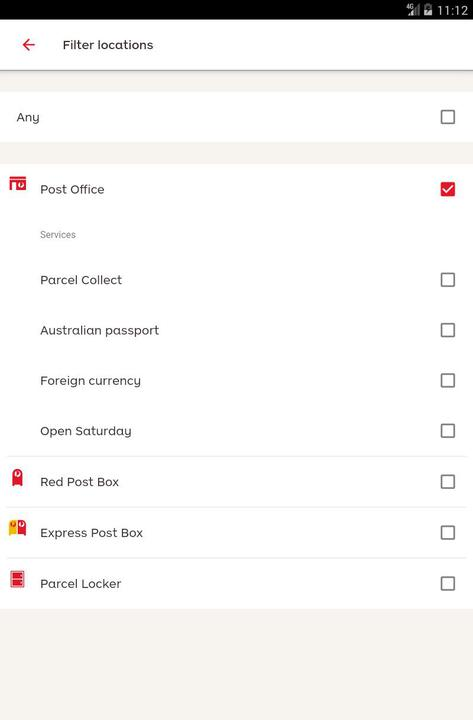 4G 11:12
Filter locations
Any
Post Office
Services
Parcel Collect
Australian passport
Foreign currency
Open Saturday
Red Post Box
Express Post Box
Parcel Locker